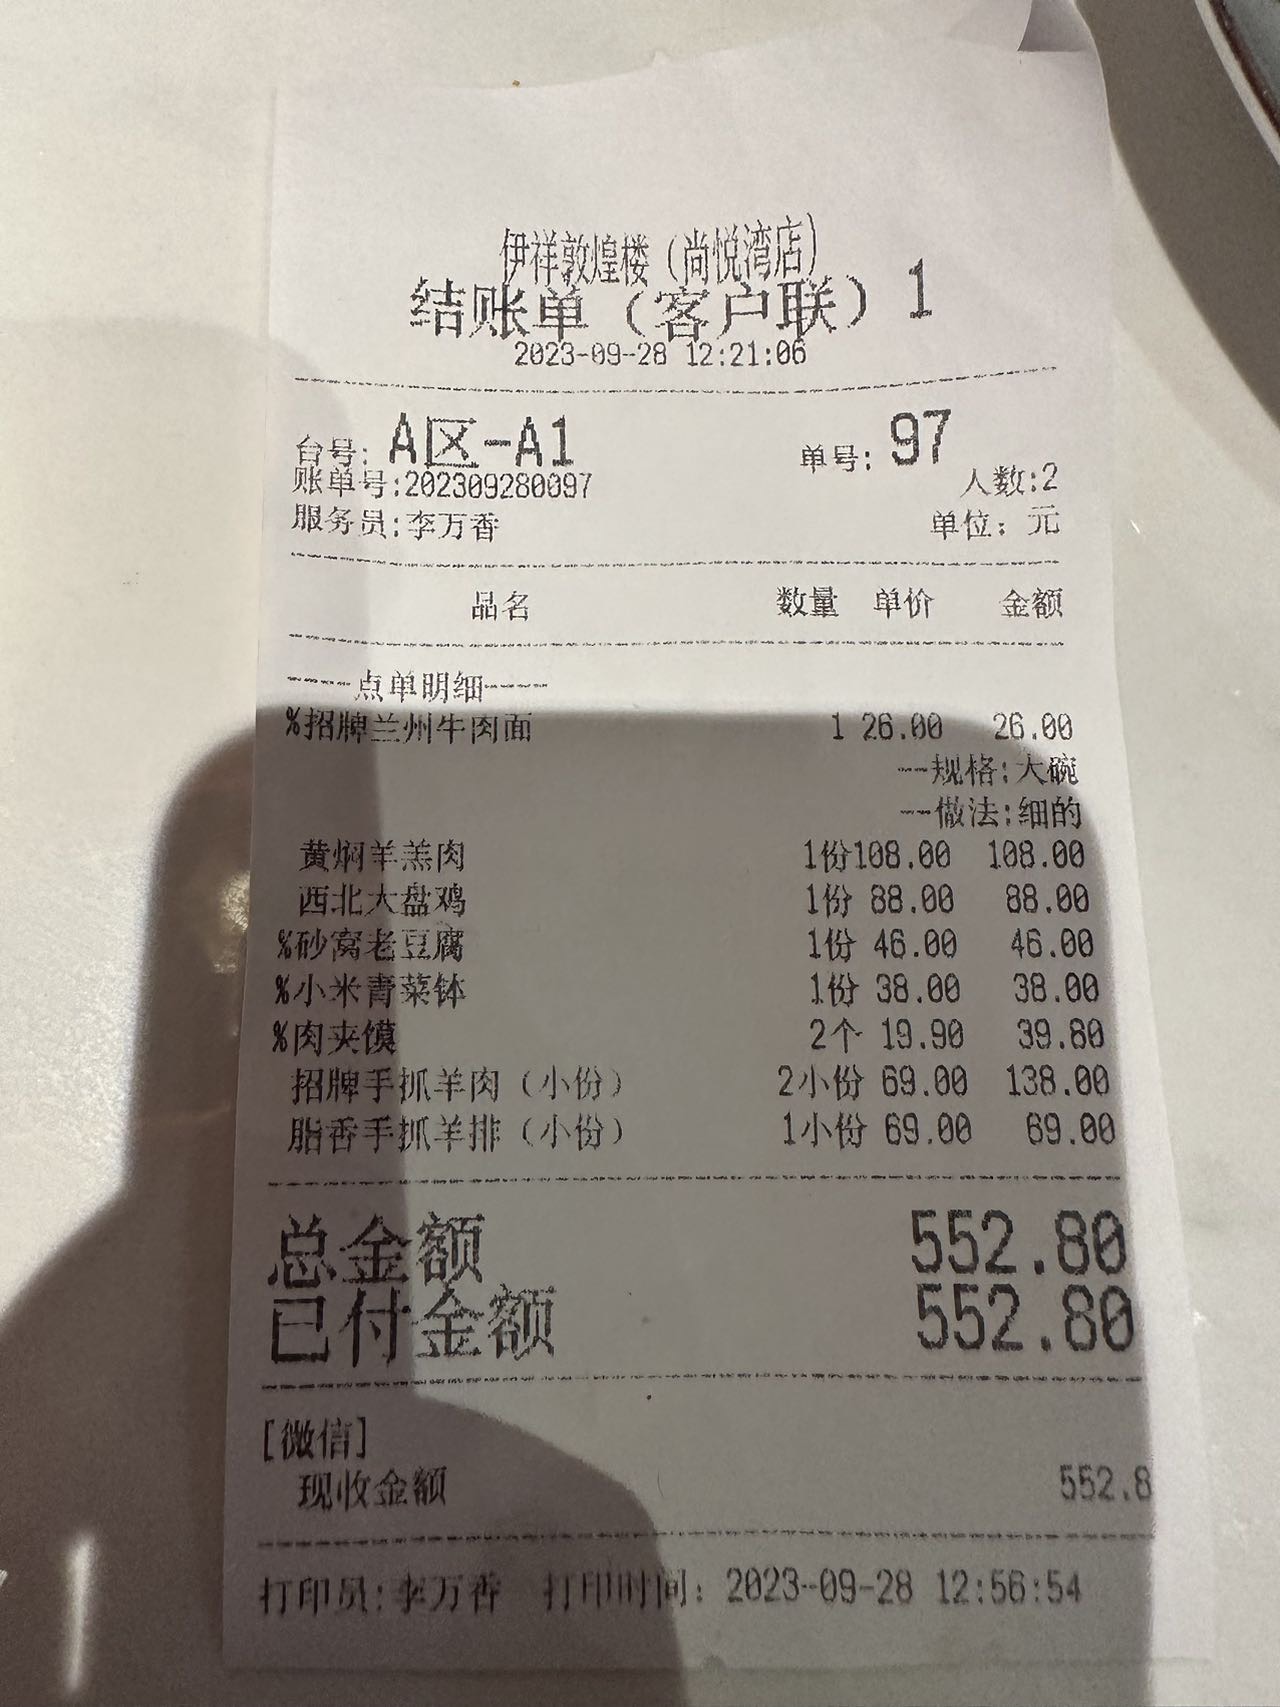 伊祥敦煌楼（尚悦湾店）
结账单（客户联）1
2023-09-28 12:21:06
台号: A区-A1 单号: 97
账单号:202309280097 人数:2
服务员:李万香 单位: 元
品名 数量 单价 金额
----点单明细----
%招牌兰州牛肉面 1 26.00 26.00
--规格:大碗
--做法:细的
黄焖羊羔肉 1份108.00 108.00
西北大盘鸡 1份 88.00 88.00
%砂窝老豆腐 1份 46.00 46.00
%小米青菜钵 1份 38.00 38.00
%肉夹馍 2个 19.90 39.80
招牌手抓羊肉（小份） 2小份 69.00 138.00
脂香手抓羊排（小份） 1小份 69.00 69.00
总金额 552.80
已付金额 552.80
[微信]
现收金额 552.8
打印员:李万香 打印时间: 2023-09-28 12:56:54